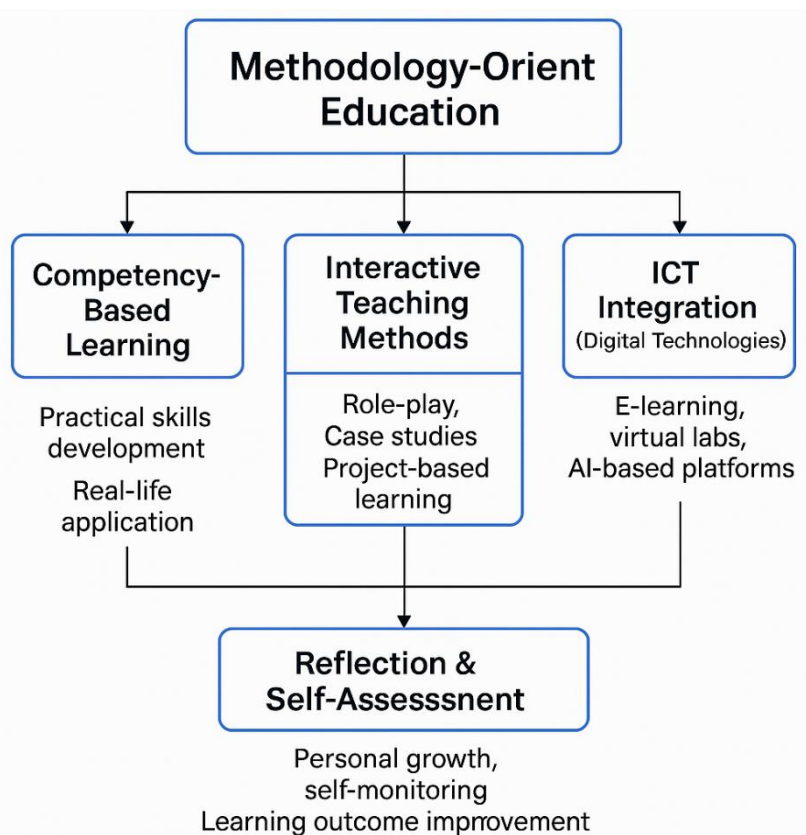 Methodology-Orient
Education
Competency-
Based
Learning
Practical skills
development
Real-life
application
Interactive
Teaching
Methods
Role-play,
Case studies
Project-based
learning
ICT
Integration
(Digital Technologies)
E-learning,
virtual labs,
AI-based platforms
Reflection &
Self-Assesssnent
Personal growth,
self-monitoring
Learning outcome improvement